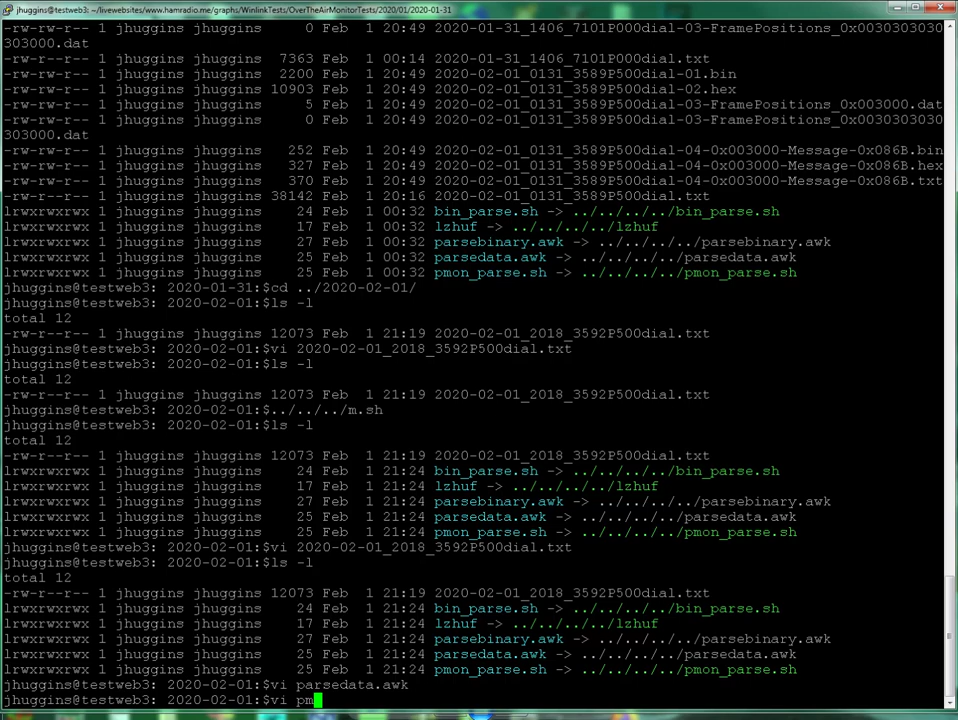 jhuggins@testweb3: ~/livewebsites/www.hamradio.me/graphs/WinlinkTests/OverTheAirMonitorTests/2020/01/2020-01-31
-rw-rw-r-- 1 jhuggins jhuggins     0 Feb  1 20:49 2020-01-31_1406_7101P000dial-03-FramePositions_0x0030303030
303000.dat
-rw-r--r-- 1 jhuggins jhuggins  7363 Feb  1 00:14 2020-01-31_1406_7101P000dial.txt
-rw-rw-r-- 1 jhuggins jhuggins  2200 Feb  1 20:49 2020-02-01_0131_3589P500dial-01.bin
-rw-rw-r-- 1 jhuggins jhuggins 10903 Feb  1 20:49 2020-02-01_0131_3589P500dial-02.hex
-rw-rw-r-- 1 jhuggins jhuggins     5 Feb  1 20:49 2020-02-01_0131_3589P500dial-03-FramePositions_0x003000.dat
-rw-rw-r-- 1 jhuggins jhuggins     0 Feb  1 20:49 2020-02-01_0131_3589P500dial-03-FramePositions_0x0030303030
303000.dat
-rw-rw-r-- 1 jhuggins jhuggins   252 Feb  1 20:49 2020-02-01_0131_3589P500dial-04-0x003000-Message-0x086B.bin
-rw-rw-r-- 1 jhuggins jhuggins   327 Feb  1 20:49 2020-02-01_0131_3589P500dial-04-0x003000-Message-0x086B.hex
-rw-rw-r-- 1 jhuggins jhuggins   370 Feb  1 20:49 2020-02-01_0131_3589P500dial-04-0x003000-Message-0x086B.txt
-rw-rw-r-- 1 jhuggins jhuggins 38142 Feb  1 20:16 2020-02-01_0131_3589P500dial.txt
lrwxrwxrwx 1 jhuggins jhuggins    24 Feb  1 00:32 bin_parse.sh -> ../../../../bin_parse.sh
lrwxrwxrwx 1 jhuggins jhuggins    17 Feb  1 00:32 lzhuf -> ../../../../lzhuf
lrwxrwxrwx 1 jhuggins jhuggins    27 Feb  1 00:32 parsebinary.awk -> ../../../../parsebinary.awk
lrwxrwxrwx 1 jhuggins jhuggins    25 Feb  1 00:32 parsedata.awk -> ../../../../parsedata.awk
lrwxrwxrwx 1 jhuggins jhuggins    25 Feb  1 00:32 pmon_parse.sh -> ../../../../pmon_parse.sh
jhuggins@testweb3: 2020-01-31:$cd ../2020-02-01/
jhuggins@testweb3: 2020-02-01:$ls -l
total 12
-rw-r--r-- 1 jhuggins jhuggins 12073 Feb  1 21:19 2020-02-01_2018_3592P500dial.txt
jhuggins@testweb3: 2020-02-01:$vi 2020-02-01_2018_3592P500dial.txt
jhuggins@testweb3: 2020-02-01:$ls -l
total 12
-rw-r--r-- 1 jhuggins jhuggins 12073 Feb  1 21:19 2020-02-01_2018_3592P500dial.txt
jhuggins@testweb3: 2020-02-01:$../../../m.sh
jhuggins@testweb3: 2020-02-01:$ls -l
total 12
-rw-r--r-- 1 jhuggins jhuggins 12073 Feb  1 21:19 2020-02-01_2018_3592P500dial.txt
lrwxrwxrwx 1 jhuggins jhuggins    24 Feb  1 21:24 bin_parse.sh -> ../../../../bin_parse.sh
lrwxrwxrwx 1 jhuggins jhuggins    17 Feb  1 21:24 lzhuf -> ../../../../lzhuf
lrwxrwxrwx 1 jhuggins jhuggins    27 Feb  1 21:24 parsebinary.awk -> ../../../../parsebinary.awk
lrwxrwxrwx 1 jhuggins jhuggins    25 Feb  1 21:24 parsedata.awk -> ../../../../parsedata.awk
lrwxrwxrwx 1 jhuggins jhuggins    25 Feb  1 21:24 pmon_parse.sh -> ../../../../pmon_parse.sh
jhuggins@testweb3: 2020-02-01:$vi 2020-02-01_2018_3592P500dial.txt
jhuggins@testweb3: 2020-02-01:$ls -l
total 12
-rw-r--r-- 1 jhuggins jhuggins 12073 Feb  1 21:19 2020-02-01_2018_3592P500dial.txt
lrwxrwxrwx 1 jhuggins jhuggins    24 Feb  1 21:24 bin_parse.sh -> ../../../../bin_parse.sh
lrwxrwxrwx 1 jhuggins jhuggins    17 Feb  1 21:24 lzhuf -> ../../../../lzhuf
lrwxrwxrwx 1 jhuggins jhuggins    27 Feb  1 21:24 parsebinary.awk -> ../../../../parsebinary.awk
lrwxrwxrwx 1 jhuggins jhuggins    25 Feb  1 21:24 parsedata.awk -> ../../../../parsedata.awk
lrwxrwxrwx 1 jhuggins jhuggins    25 Feb  1 21:24 pmon_parse.sh -> ../../../../pmon_parse.sh
jhuggins@testweb3: 2020-02-01:$vi parsedata.awk
jhuggins@testweb3: 2020-02-01:$vi pm